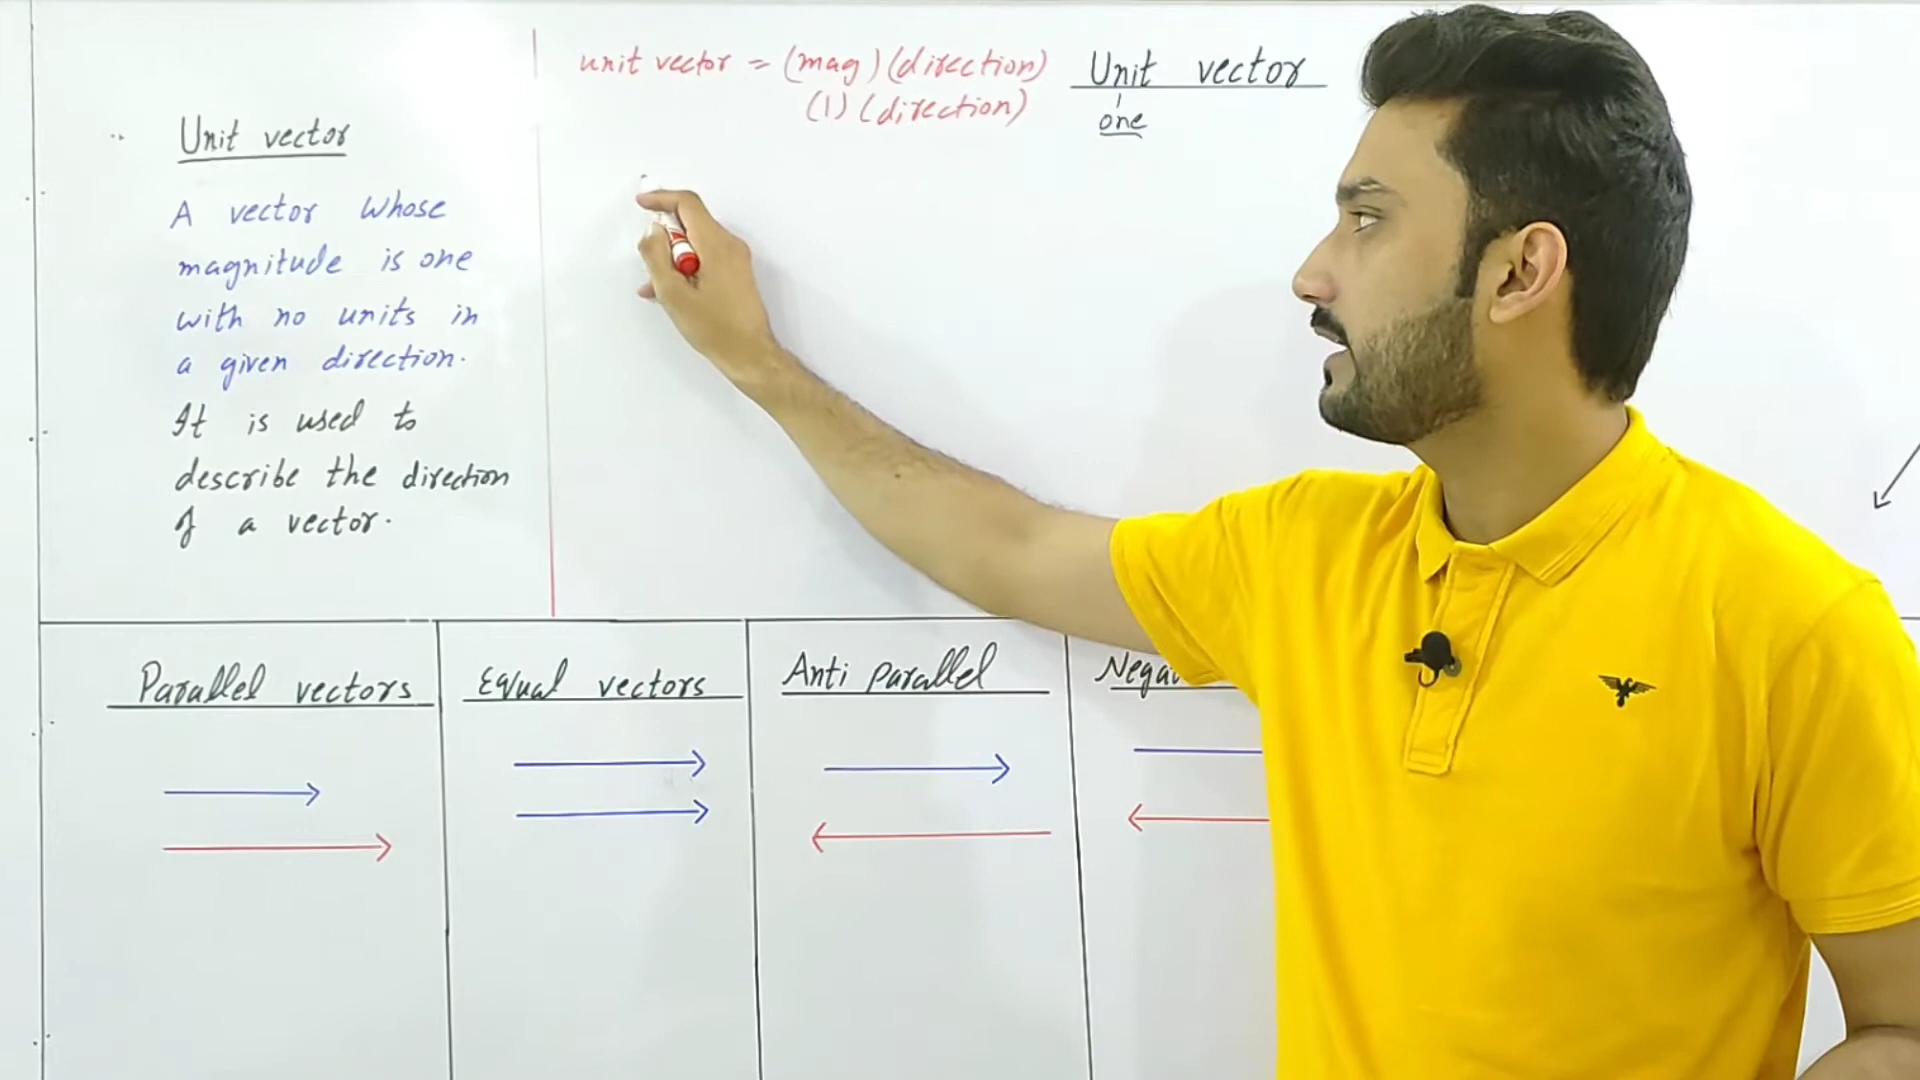 Unit vector
A vector whose
magnitude is one
with no units in
a given direction.
It is used to
describe the direction
of a vector.
unit vector = (mag) (direction)
(1) (direction)
Unit vector
one
Parallel vectors
Equal vectors
Anti parallel